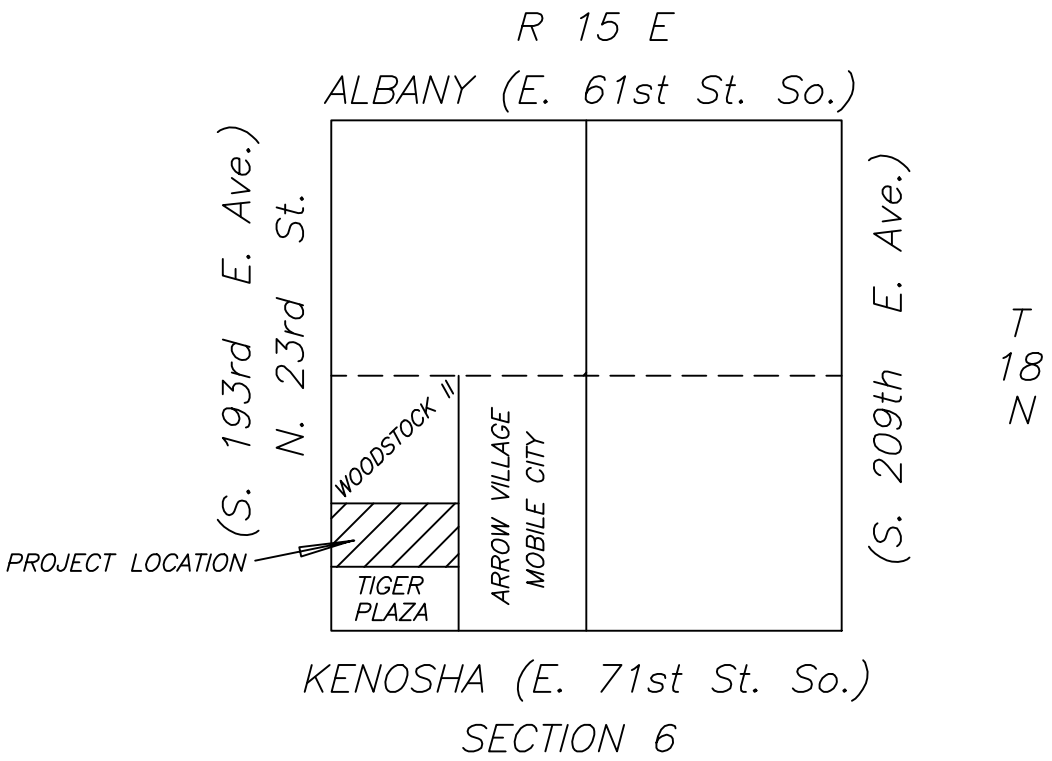 R 15 E
ALBANY (E. 61st St. So.)
(S. 193rd E. Ave.)
N. 23rd St.
(S. 209th E. Ave.)
T
18
N
WOODSTOCK II
ARROW VILLAGE
MOBILE CITY
PROJECT LOCATION
TIGER
PLAZA
KENOSHA (E. 71st St. So.)
SECTION 6